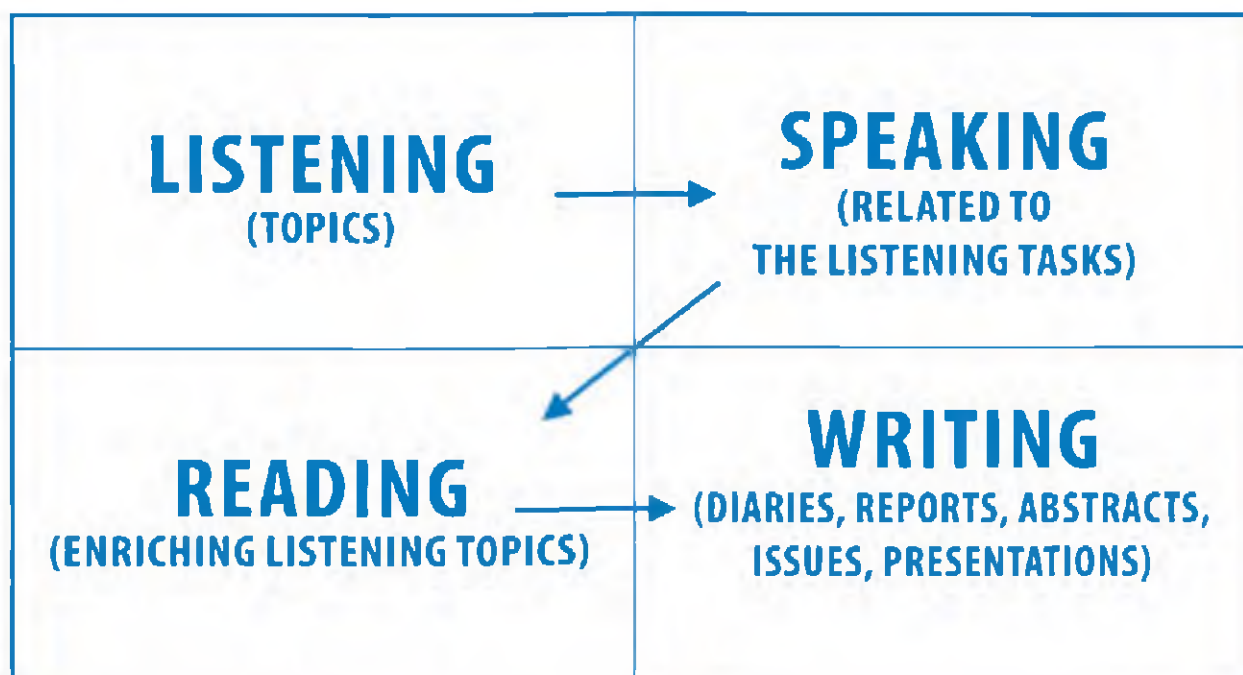 LISTENING
(TOPICS)
SPEAKING
(RELATED TO
THE LISTENING TASKS)
READING
(ENRICHING LISTENING TOPICS)
WRITING
(DIARIES, REPORTS, ABSTRACTS,
ISSUES, PRESENTATIONS)